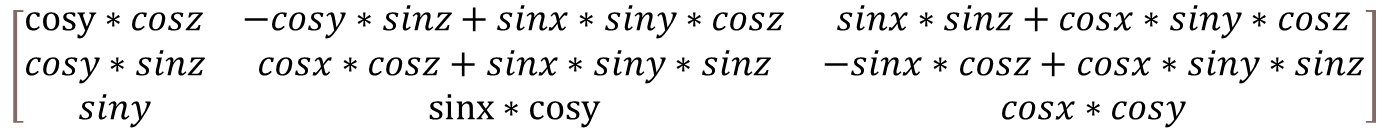 cosy ∗ cosz −cosy ∗ sinz + sinx ∗ siny ∗ cosz sinx ∗ sinz + cosx ∗ siny ∗ cosz
cosy ∗ sinz cosx ∗ cosz + sinx ∗ siny ∗ sinz −sinx ∗ cosz + cosx ∗ siny ∗ sinz
siny sinx ∗ cosy cosx ∗ cosy